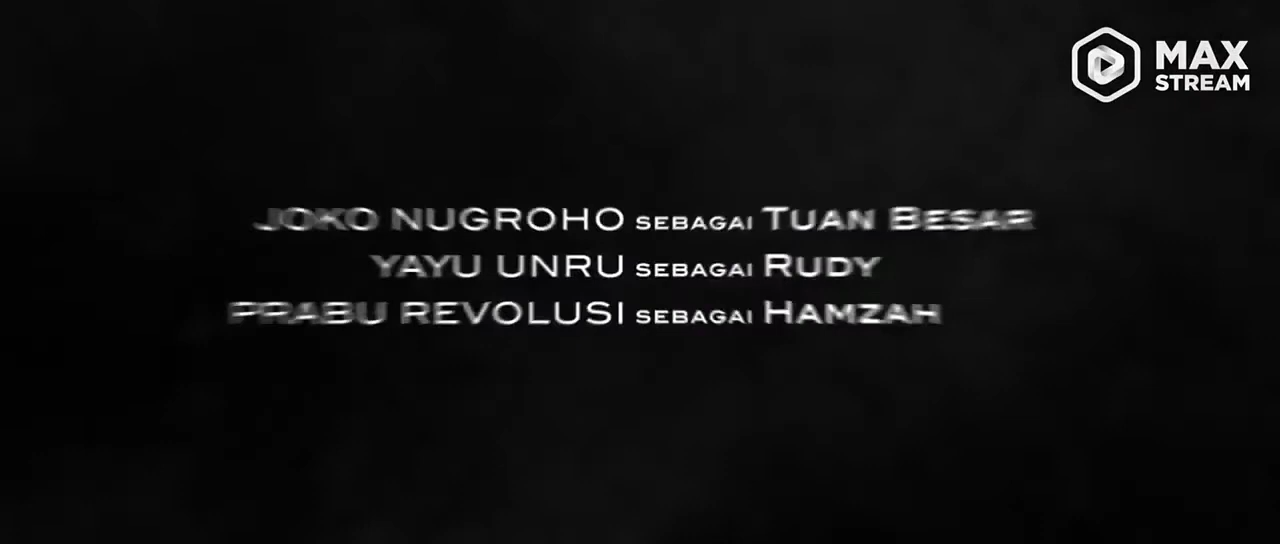 MAX
STREAM
JOKO NUGROHO SEBAGAI TUAN BESAR
YAYU UNRU SEBAGAI RUDY
PRABU REVOLUSI SEBAGAI HAMZAH